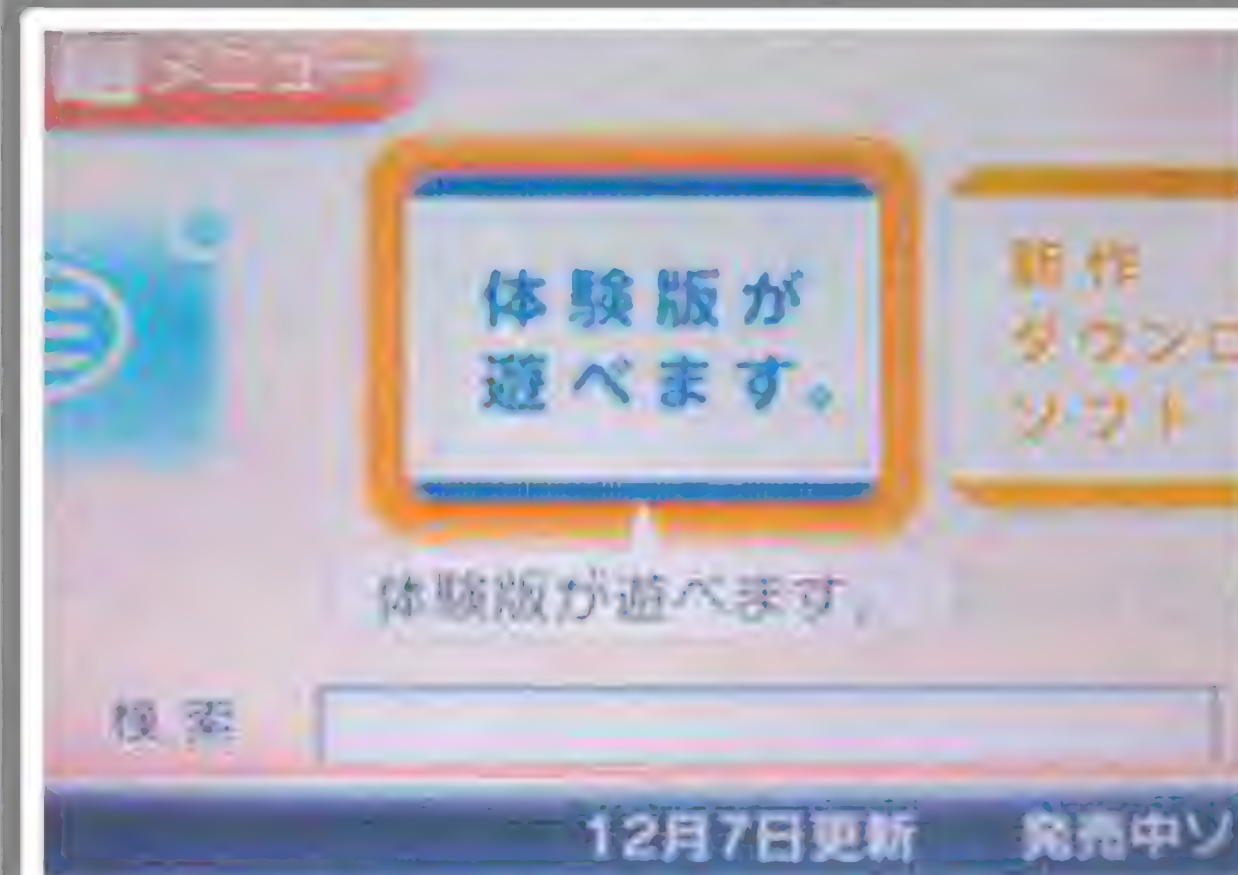 メニュー
体験版が
遊べます。
新作
ダウンロ
ソフト
体験版が遊べます。
検索
12月7日更新 発売中ソ